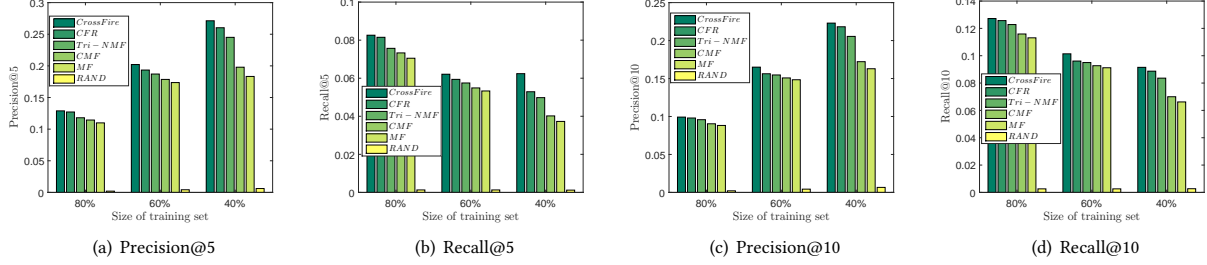 0.3
0.25
0.2
0.15
0.1
0.05
0
Precision@5
CrossFire
CFR
Tri−NMF
CMF
MF
RAND
80% 60% 40%
Size of training set
(a) Precision@5
0.1
0.08
0.06
0.04
0.02
0
Recall@5
CrossFire
CFR
Tri−NMF
CMF
MF
RAND
80% 60% 40%
Size of training set
(b) Recall@5
0.25
0.2
0.15
0.1
0.05
0
Precision@10
CrossFire
CFR
Tri−NMF
CMF
MF
RAND
80% 60% 40%
Size of training set
(c) Precision@10
0.14
0.12
0.1
0.08
0.06
0.04
0.02
0
Recall@10
CrossFire
CFR
Tri−NMF
CMF
MF
RAND
80% 60% 40%
Size of training set
(d) Recall@10